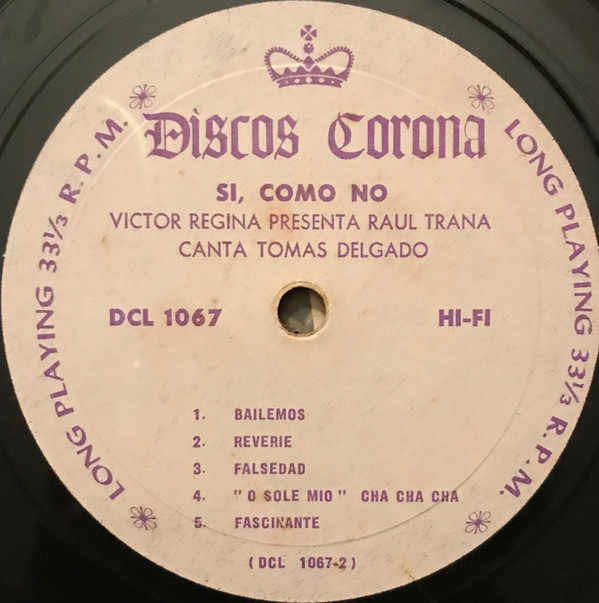 Discos Corona
LONG PLAYING 33⅓ R.P.M.
LONG PLAYING 33⅓ R.P.M.
SI, COMO NO
VICTOR REGINA PRESENTA RAUL TRANA
CANTA TOMAS DELGADO
DCL 1067
HI-FI
1. BAILEMOS
2. REVERIE
3. FALSEDAD
4. "O SOLE MIO" CHA CHA CHA
5. FASCINANTE
(DCL 1067-2)